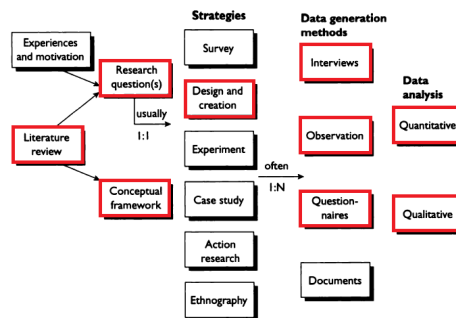 Strategies
Data generation
methods
Experiences
and motivation
Research
question(s)
Survey
Interviews
Data
analysis
Design and
creation
usually
1:1
Literature
review
Experiment
Observation
Quantitative
often
1:N
Conceptual
framework
Case study
Question-
naires
Qualitative
Action
research
Documents
Ethnography